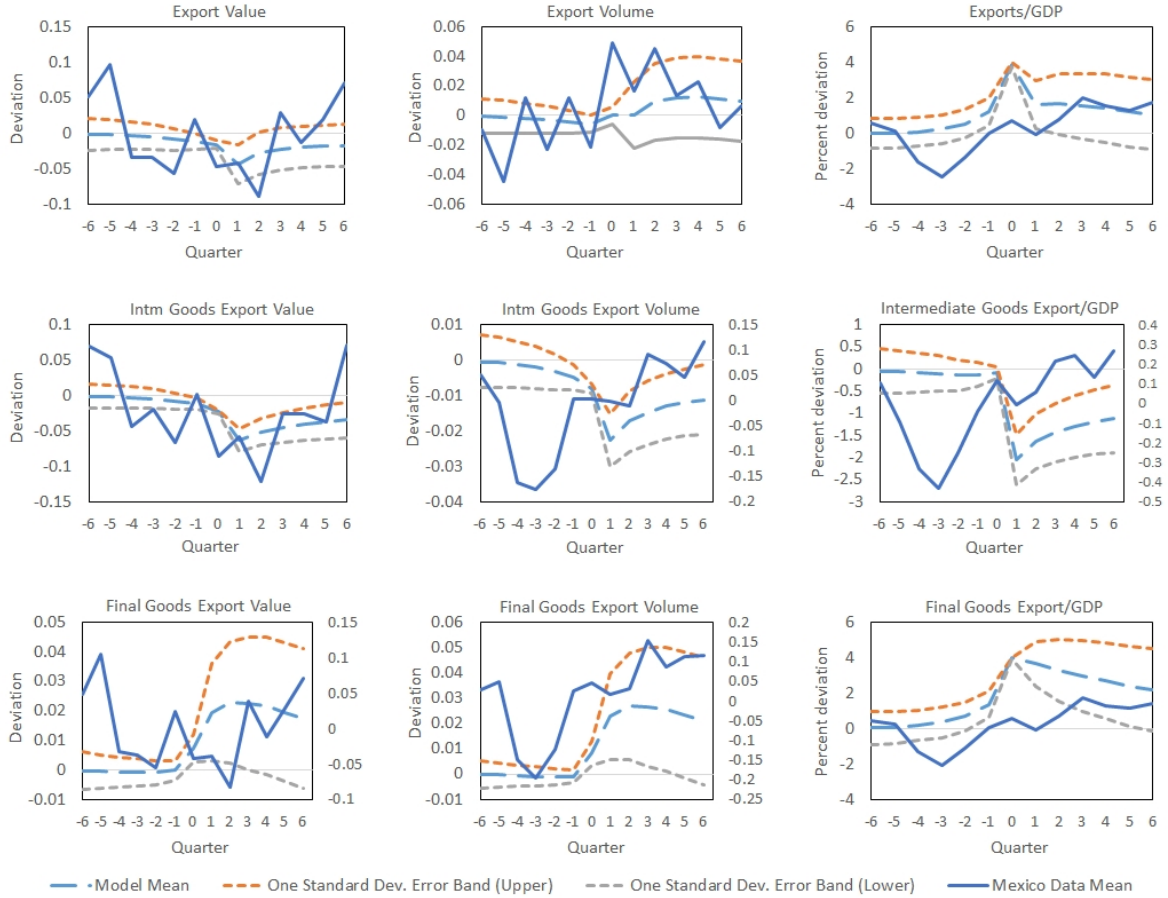 Export Value
Export Volume
Exports/GDP
0.15
0.1
0.05
0
-0.05
-0.1
Deviation
-6 -5 -4 -3 -2 -1 0 1 2 3 4 5 6
Quarter
0.06
0.04
0.02
0
-0.02
-0.04
-0.06
Deviation
-6 -5 -4 -3 -2 -1 0 1 2 3 4 5 6
Quarter
6
4
2
0
-2
-4
Percent deviation
-6 -5 -4 -3 -2 -1 0 1 2 3 4 5 6
Quarter
Intm Goods Export Value
Intm Goods Export Volume
Intermediate Goods Export/GDP
0.1
0.05
0
-0.05
-0.1
-0.15
Deviation
-6 -5 -4 -3 -2 -1 0 1 2 3 4 5 6
Quarter
0.01
0
-0.01
-0.02
-0.03
-0.04
Deviation
0.15
0.1
0.05
0
-0.05
-0.1
-0.15
-0.2
-6 -5 -4 -3 -2 -1 0 1 2 3 4 5 6
Quarter
1
0.5
0
-0.5
-1
-1.5
-2
-2.5
-3
Percent deviation
0.4
0.3
0.2
0.1
0
-0.1
-0.2
-0.3
-0.4
-0.5
-6 -5 -4 -3 -2 -1 0 1 2 3 4 5 6
Quarter
Final Goods Export Value
Final Goods Export Volume
Final Goods Export/GDP
0.05
0.04
0.03
0.02
0.01
0
-0.01
Deviation
0.15
0.1
0.05
0
-0.05
-0.1
-6 -5 -4 -3 -2 -1 0 1 2 3 4 5 6
Quarter
0.06
0.05
0.04
0.03
0.02
0.01
0
-0.01
Deviation
0.2
0.15
0.1
0.05
0
-0.05
-0.1
-0.15
-0.2
-0.25
-6 -5 -4 -3 -2 -1 0 1 2 3 4 5 6
Quarter
6
4
2
0
-2
-4
Percent deviation
-6 -5 -4 -3 -2 -1 0 1 2 3 4 5 6
Quarter
Model Mean
One Standard Dev. Error Band (Upper)
One Standard Dev. Error Band (Lower)
Mexico Data Mean